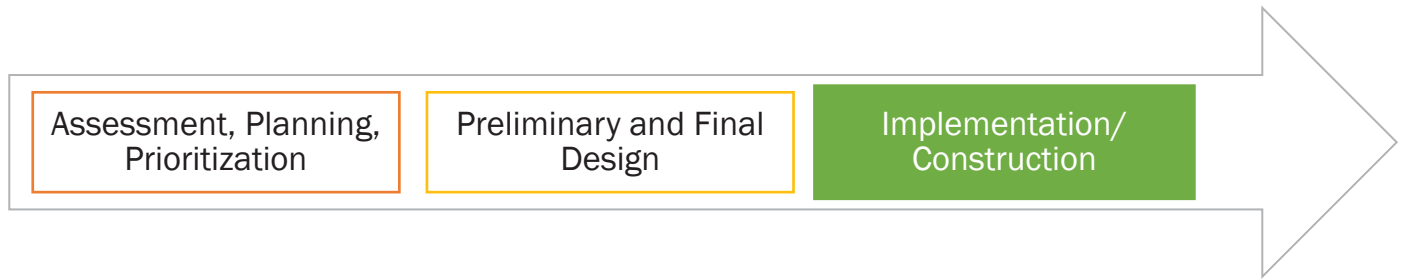 Assessment, Planning,
Prioritization
Preliminary and Final
Design
Implementation/
Construction